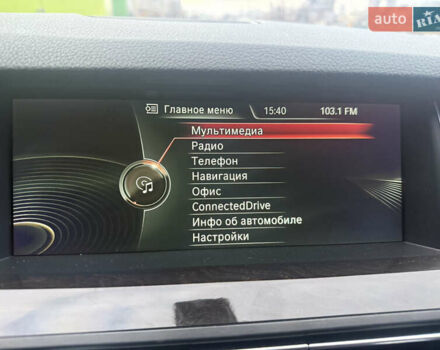 auto RIA
Главное меню 15:40 103.1 FM
Мультимедиа
Радио
Телефон
Навигация
Офис
ConnectedDrive
Инфо об автомобиле
Настройки